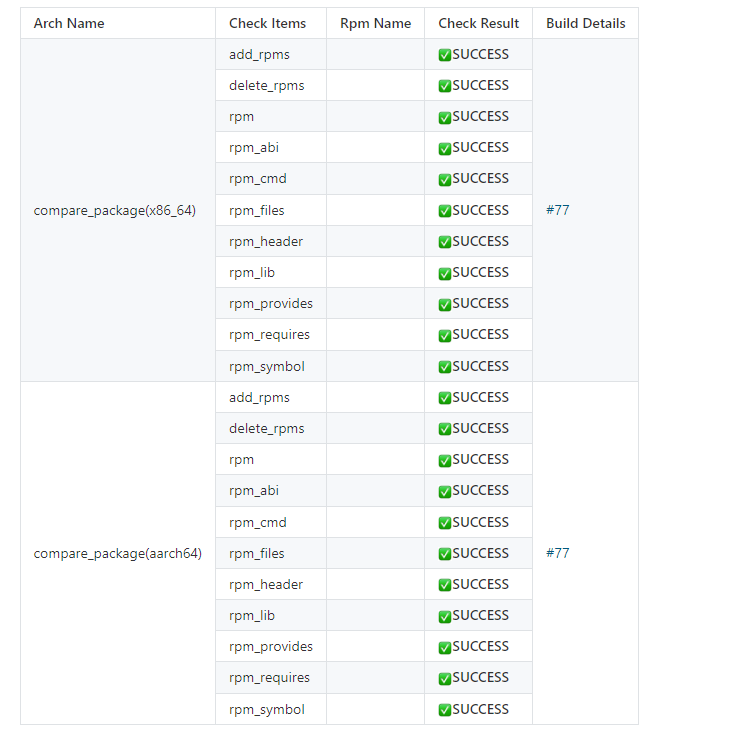 Arch Name Check Items Rpm Name Check Result Build Details
add_rpms ✅SUCCESS
delete_rpms ✅SUCCESS
rpm ✅SUCCESS
rpm_abi ✅SUCCESS
rpm_cmd ✅SUCCESS
compare_package(x86_64) rpm_files ✅SUCCESS #77
rpm_header ✅SUCCESS
rpm_lib ✅SUCCESS
rpm_provides ✅SUCCESS
rpm_requires ✅SUCCESS
rpm_symbol ✅SUCCESS
add_rpms ✅SUCCESS
delete_rpms ✅SUCCESS
rpm ✅SUCCESS
rpm_abi ✅SUCCESS
rpm_cmd ✅SUCCESS
compare_package(aarch64) rpm_files ✅SUCCESS #77
rpm_header ✅SUCCESS
rpm_lib ✅SUCCESS
rpm_provides ✅SUCCESS
rpm_requires ✅SUCCESS
rpm_symbol ✅SUCCESS